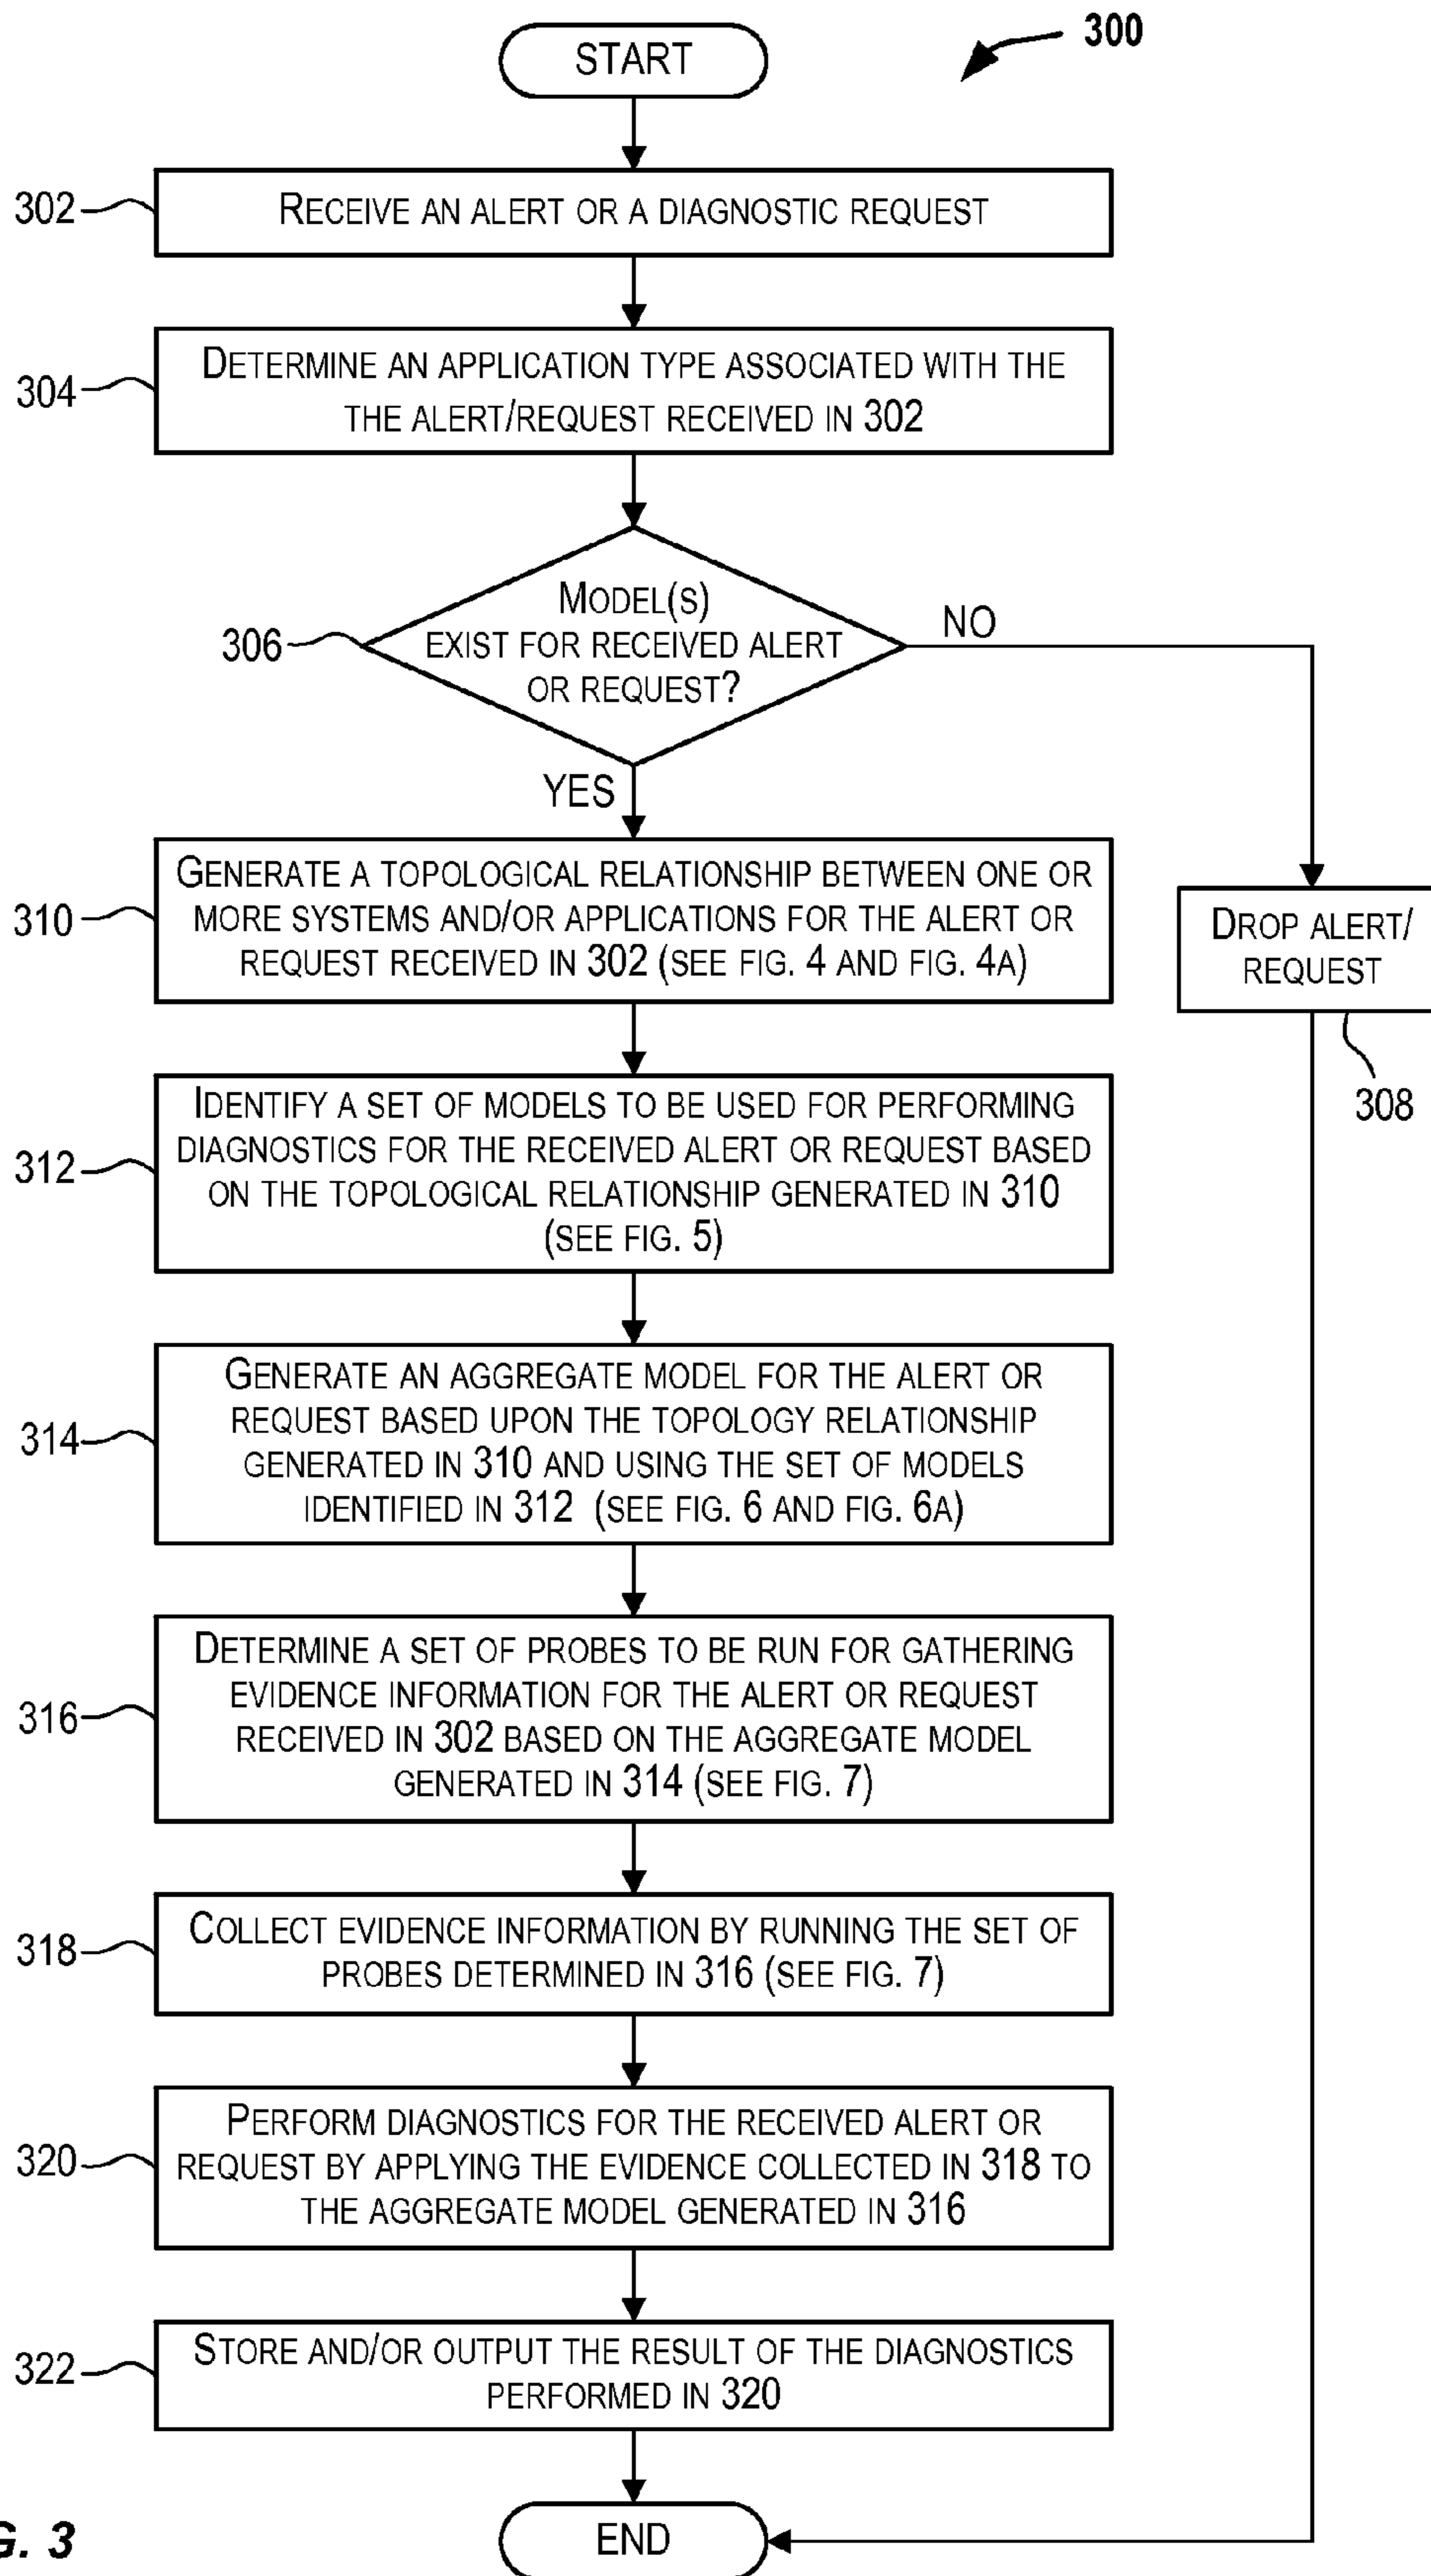 START
300
302
RECEIVE AN ALERT OR A DIAGNOSTIC REQUEST
304
DETERMINE AN APPLICATION TYPE ASSOCIATED WITH THE
THE ALERT/REQUEST RECEIVED IN 302
306
MODEL(S)
EXIST FOR RECEIVED ALERT
OR REQUEST?
NO
YES
310
GENERATE A TOPOLOGICAL RELATIONSHIP BETWEEN ONE OR
MORE SYSTEMS AND/OR APPLICATIONS FOR THE ALERT OR
REQUEST RECEIVED IN 302 (SEE FIG. 4 AND FIG. 4A)
DROP ALERT/
REQUEST
308
312
IDENTIFY A SET OF MODELS TO BE USED FOR PERFORMING
DIAGNOSTICS FOR THE RECEIVED ALERT OR REQUEST BASED
ON THE TOPOLOGICAL RELATIONSHIP GENERATED IN 310
(SEE FIG. 5)
314
GENERATE AN AGGREGATE MODEL FOR THE ALERT OR
REQUEST BASED UPON THE TOPOLOGY RELATIONSHIP
GENERATED IN 310 AND USING THE SET OF MODELS
IDENTIFIED IN 312 (SEE FIG. 6 AND FIG. 6A)
316
DETERMINE A SET OF PROBES TO BE RUN FOR GATHERING
EVIDENCE INFORMATION FOR THE ALERT OR REQUEST
RECEIVED IN 302 BASED ON THE AGGREGATE MODEL
GENERATED IN 314 (SEE FIG. 7)
318
COLLECT EVIDENCE INFORMATION BY RUNNING THE SET OF
PROBES DETERMINED IN 316 (SEE FIG. 7)
320
PERFORM DIAGNOSTICS FOR THE RECEIVED ALERT OR
REQUEST BY APPLYING THE EVIDENCE COLLECTED IN 318 TO
THE AGGREGATE MODEL GENERATED IN 316
322
STORE AND/OR OUTPUT THE RESULT OF THE DIAGNOSTICS
PERFORMED IN 320
END
G. 3